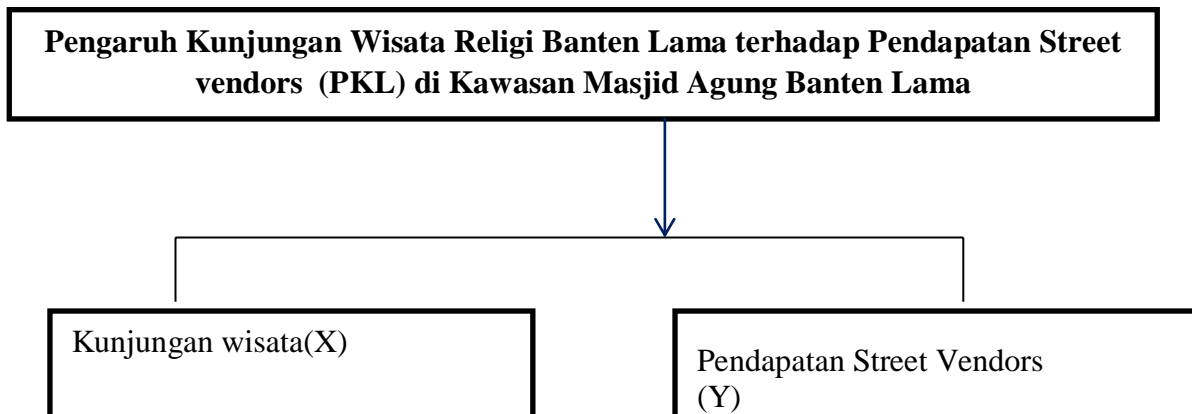 Pengaruh Kunjungan Wisata Religi Banten Lama terhadap Pendapatan Street
vendors (PKL) di Kawasan Masjid Agung Banten Lama
Kunjungan wisata(X)
Pendapatan Street Vendors
(Y)